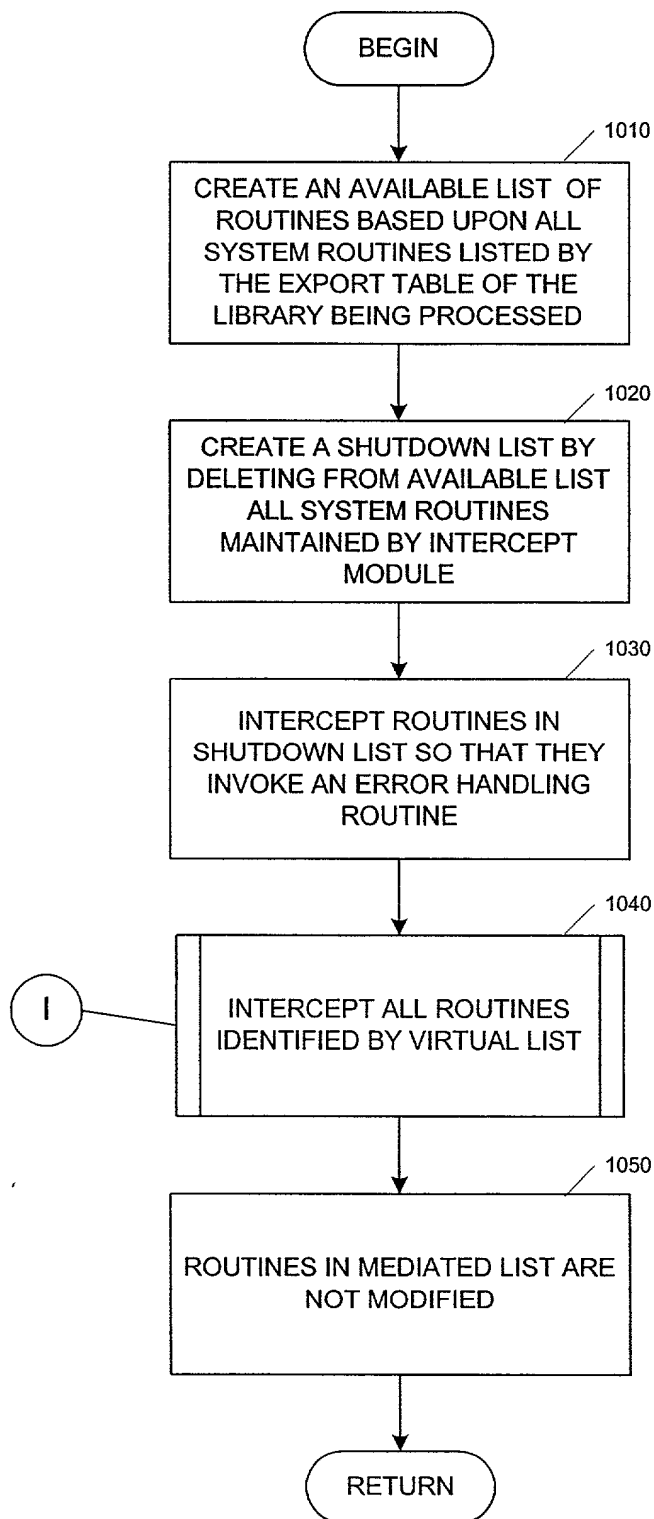 BEGIN
1010
CREATE AN AVAILABLE LIST OF
ROUTINES BASED UPON ALL
SYSTEM ROUTINES LISTED BY
THE EXPORT TABLE OF THE
LIBRARY BEING PROCESSED
1020
CREATE A SHUTDOWN LIST BY
DELETING FROM AVAILABLE LIST
ALL SYSTEM ROUTINES
MAINTAINED BY INTERCEPT
MODULE
1030
INTERCEPT ROUTINES IN
SHUTDOWN LIST SO THAT THEY
INVOKE AN ERROR HANDLING
ROUTINE
1040
I
INTERCEPT ALL ROUTINES
IDENTIFIED BY VIRTUAL LIST
1050
ROUTINES IN MEDIATED LIST ARE
NOT MODIFIED
RETURN